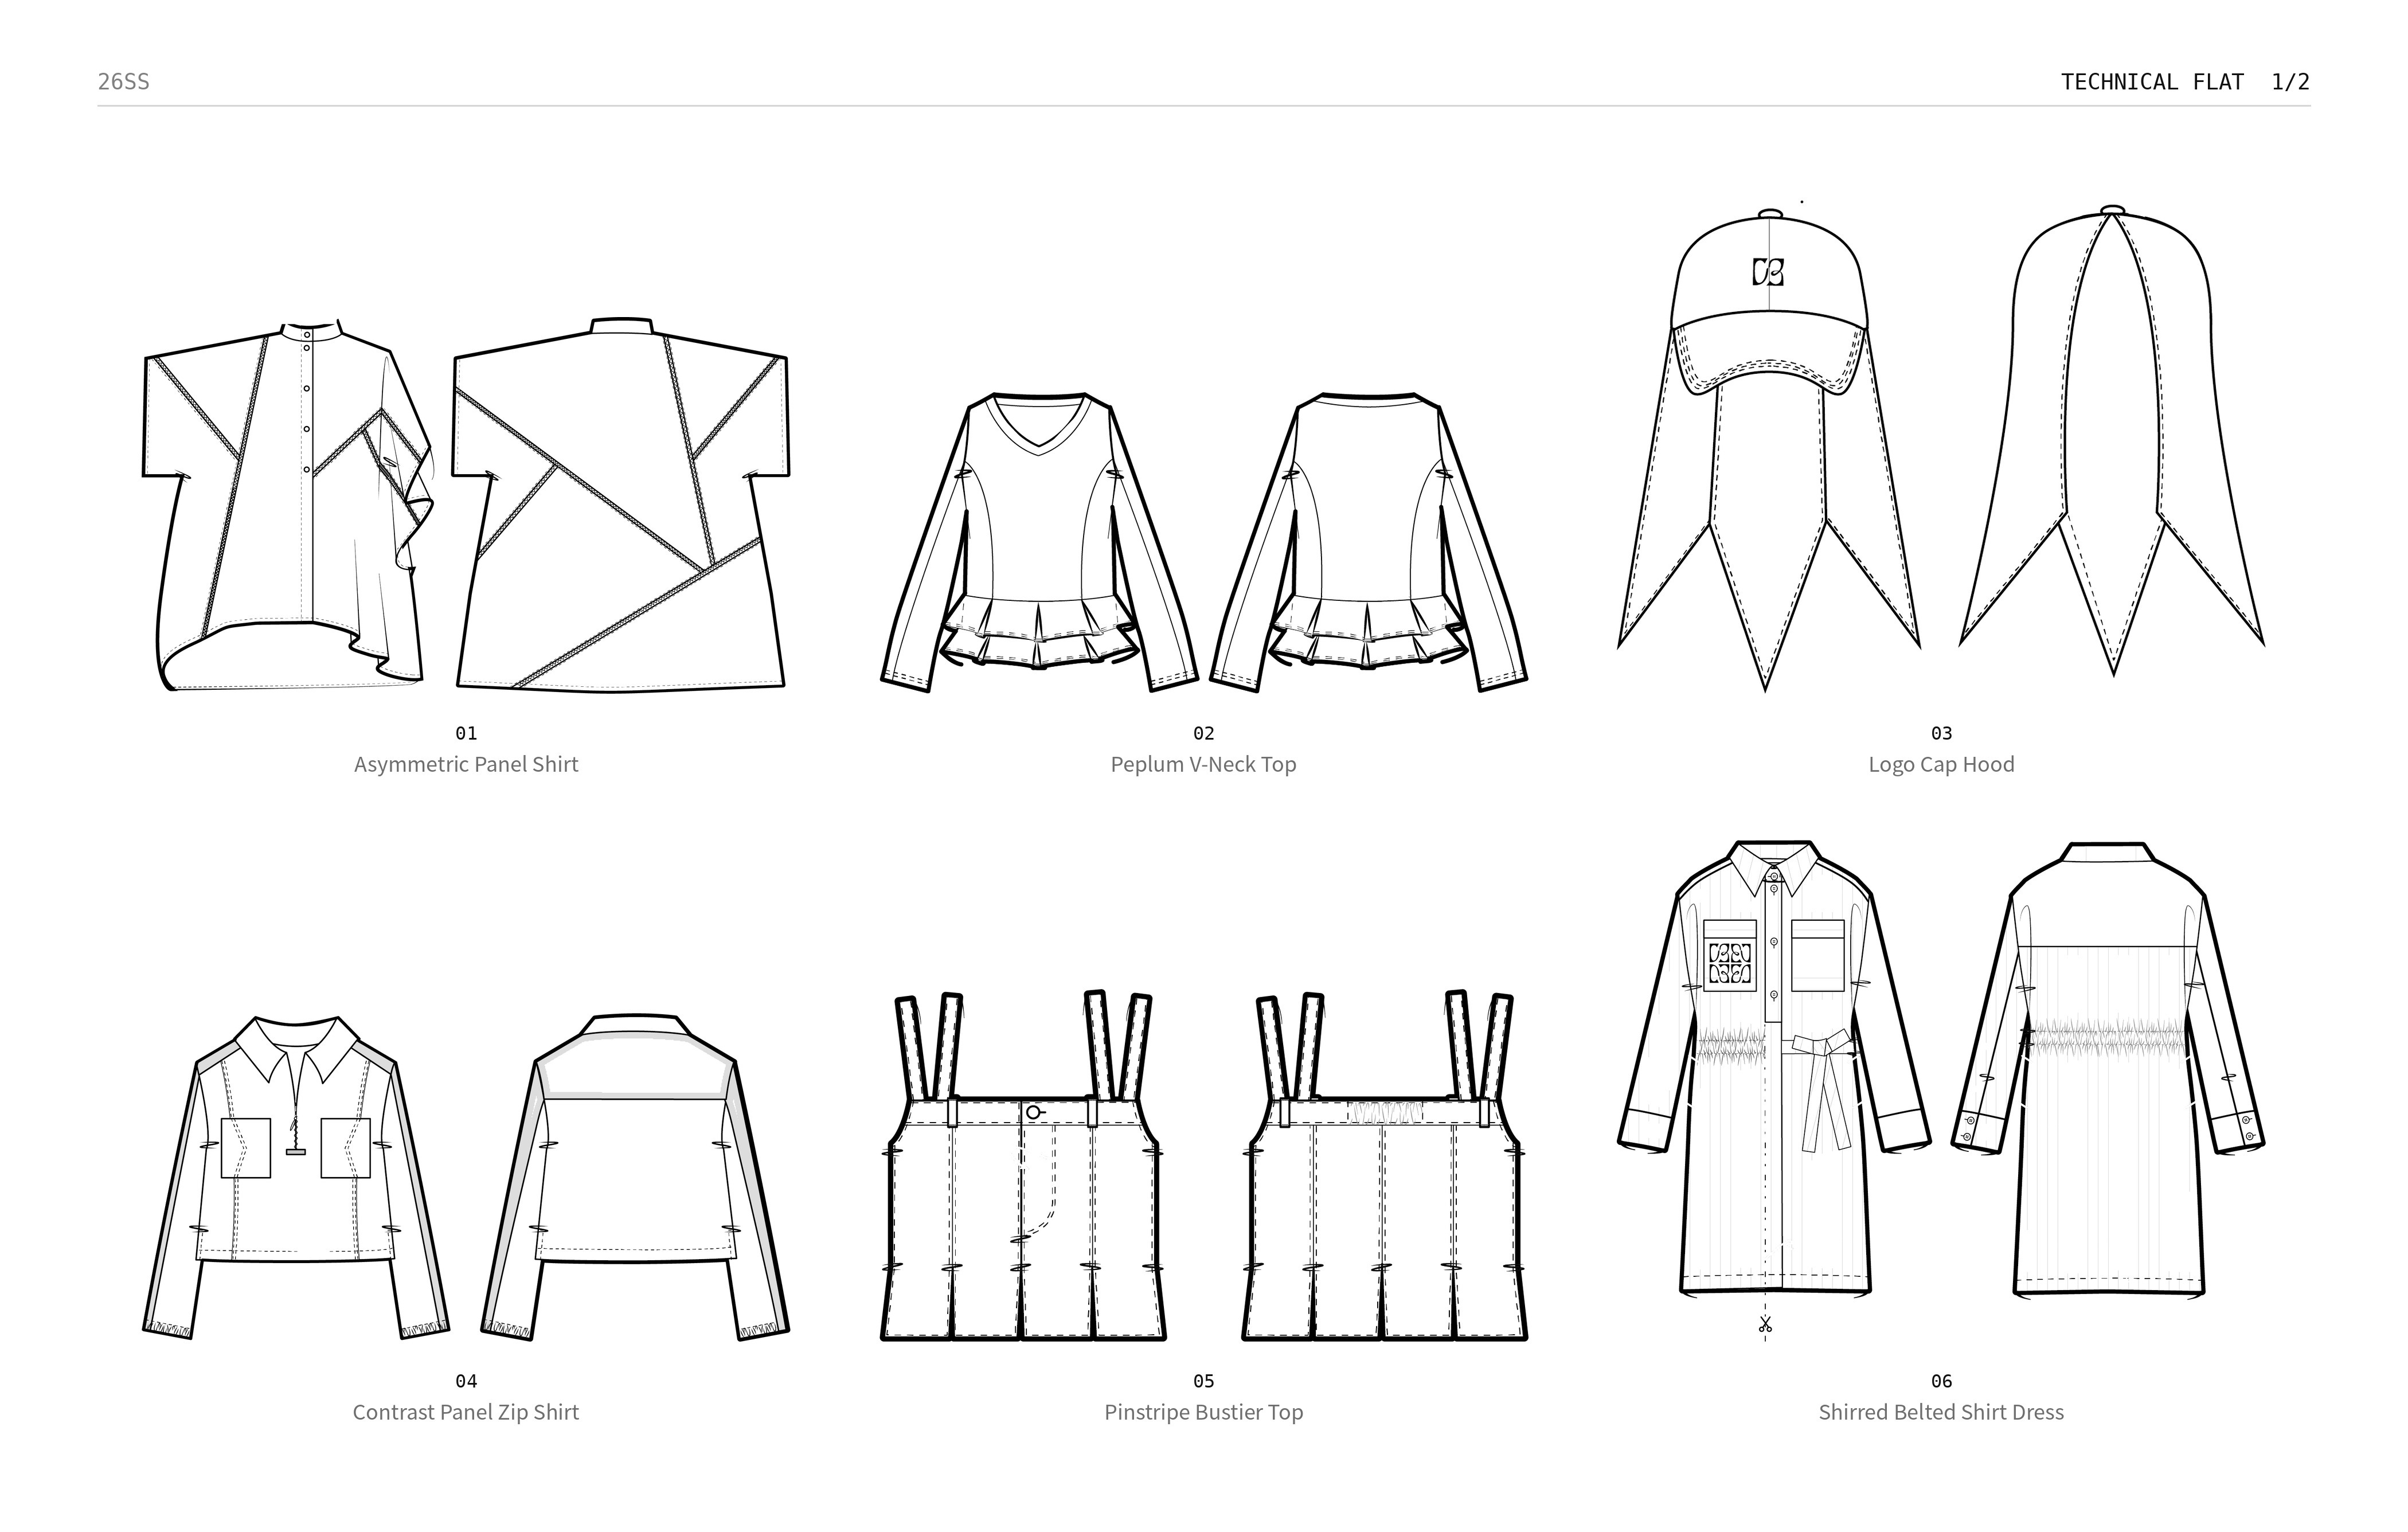 26SS
TECHNICAL FLAT 1/2
01
Asymmetric Panel Shirt
02
Peplum V-Neck Top
03
Logo Cap Hood
04
Contrast Panel Zip Shirt
05
Pinstripe Bustier Top
06
Shirred Belted Shirt Dress